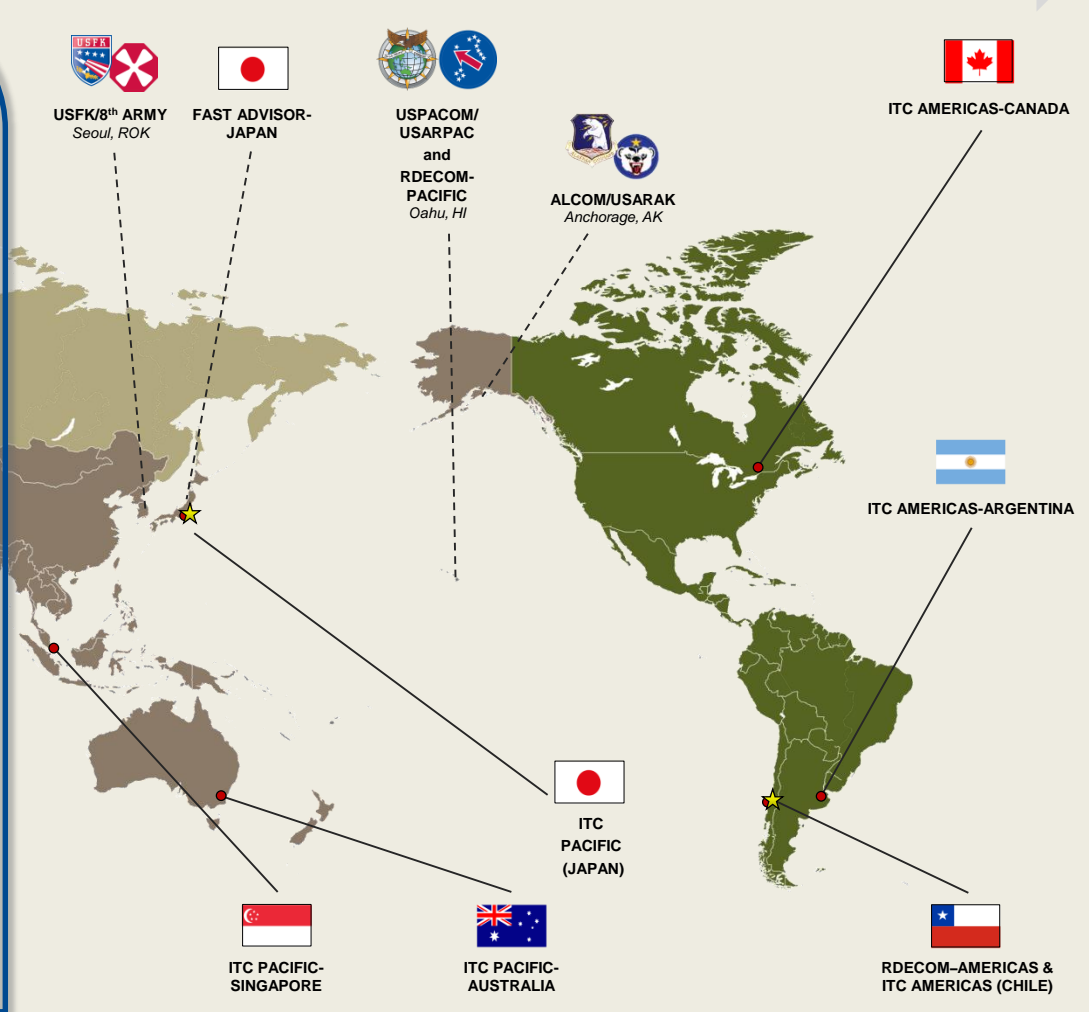 USFK
USFK/8th ARMY
Seoul, ROK
FAST ADVISOR-
JAPAN
USPACOM/
USARPAC
and
RDECOM-
PACIFIC
Oahu, HI
ALCOM/USARAK
Anchorage, AK
ITC AMERICAS-CANADA
ITC AMERICAS-ARGENTINA
ITC
PACIFIC
(JAPAN)
ITC PACIFIC-
SINGAPORE
ITC PACIFIC-
AUSTRALIA
RDECOM–AMERICAS &
ITC AMERICAS (CHILE)